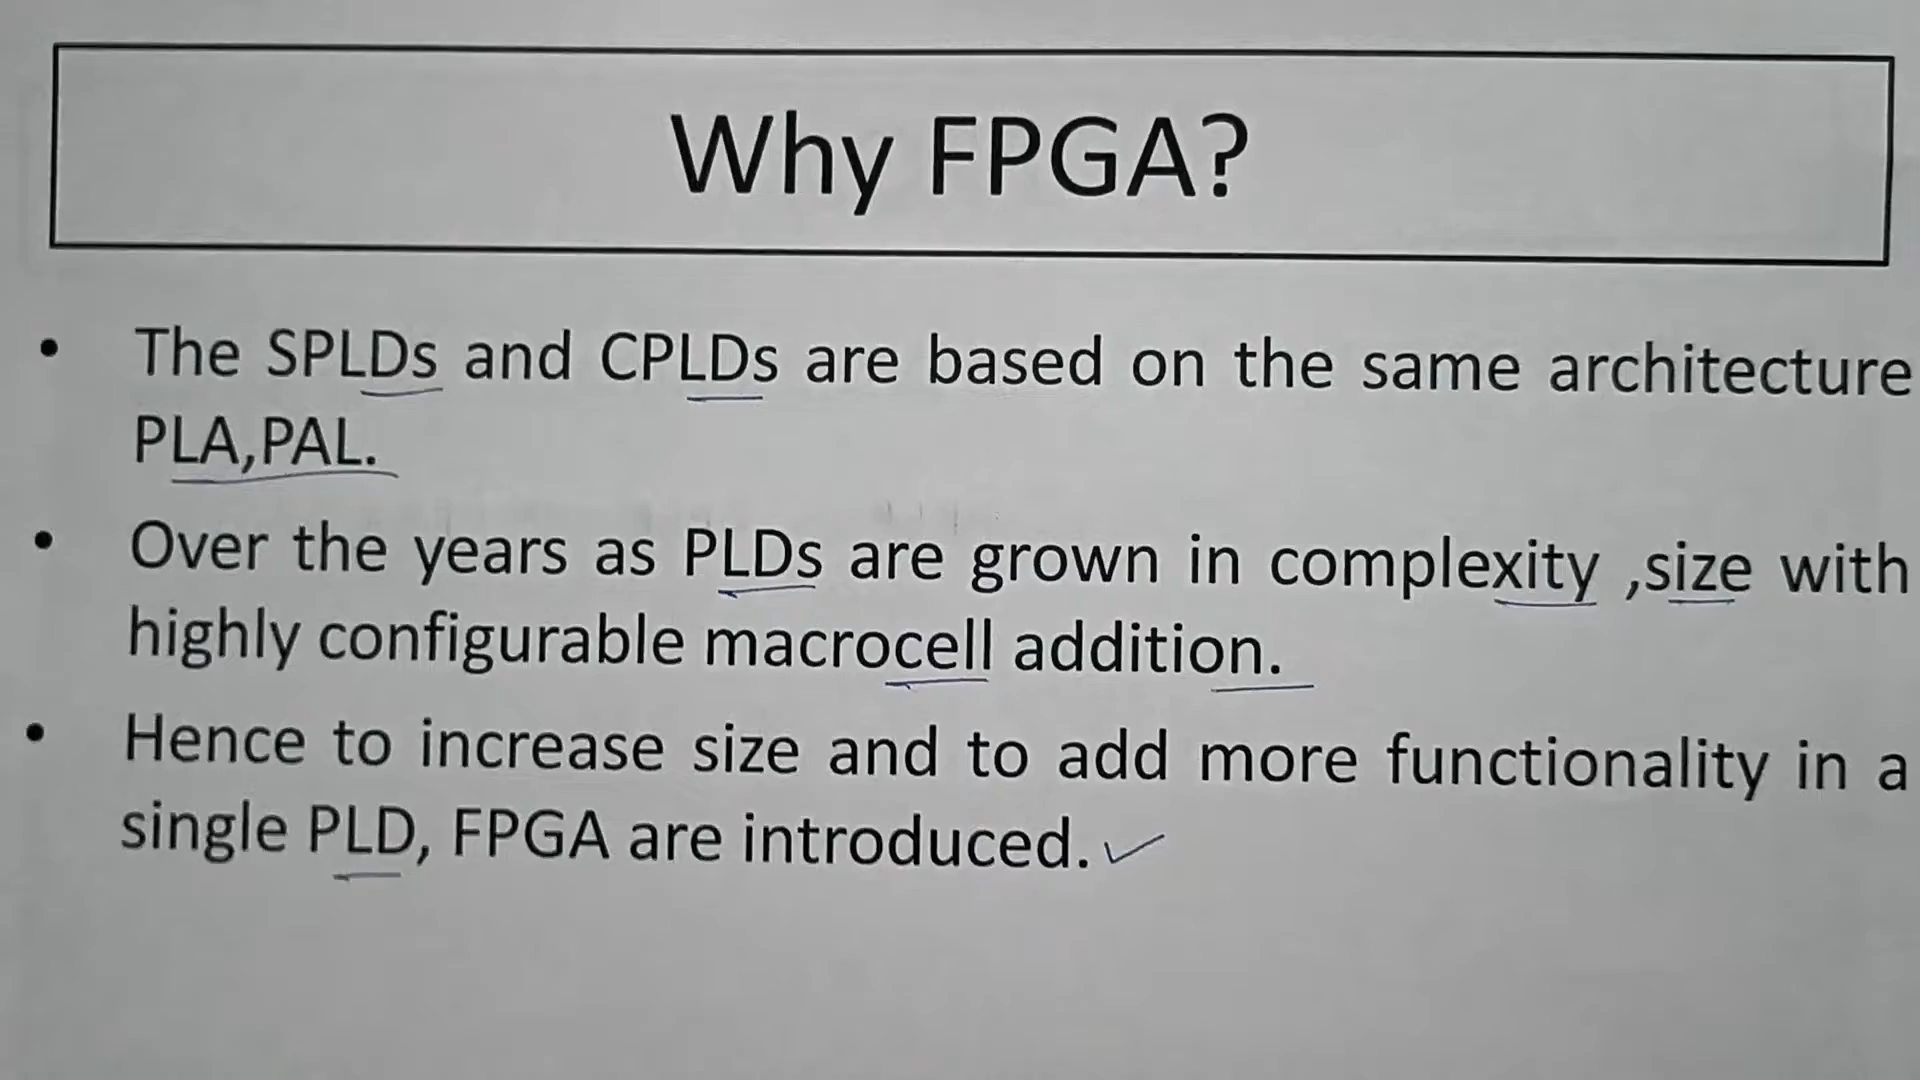 Why FPGA?
• The SPLDs and CPLDs are based on the same architecture
PLA,PAL.
• Over the years as PLDs are grown in complexity ,size with
highly configurable macrocell addition.
• Hence to increase size and to add more functionality in a
single PLD, FPGA are introduced.